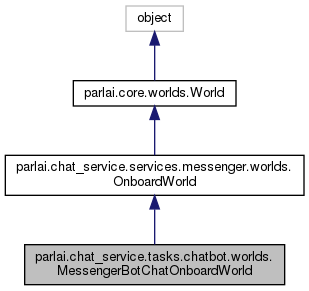 object
parlai.core.worlds.World
parlai.chat_service.services.messenger.worlds.
OnboardWorld
parlai.chat_service.tasks.chatbot.worlds.
MessengerBotChatOnboardWorld